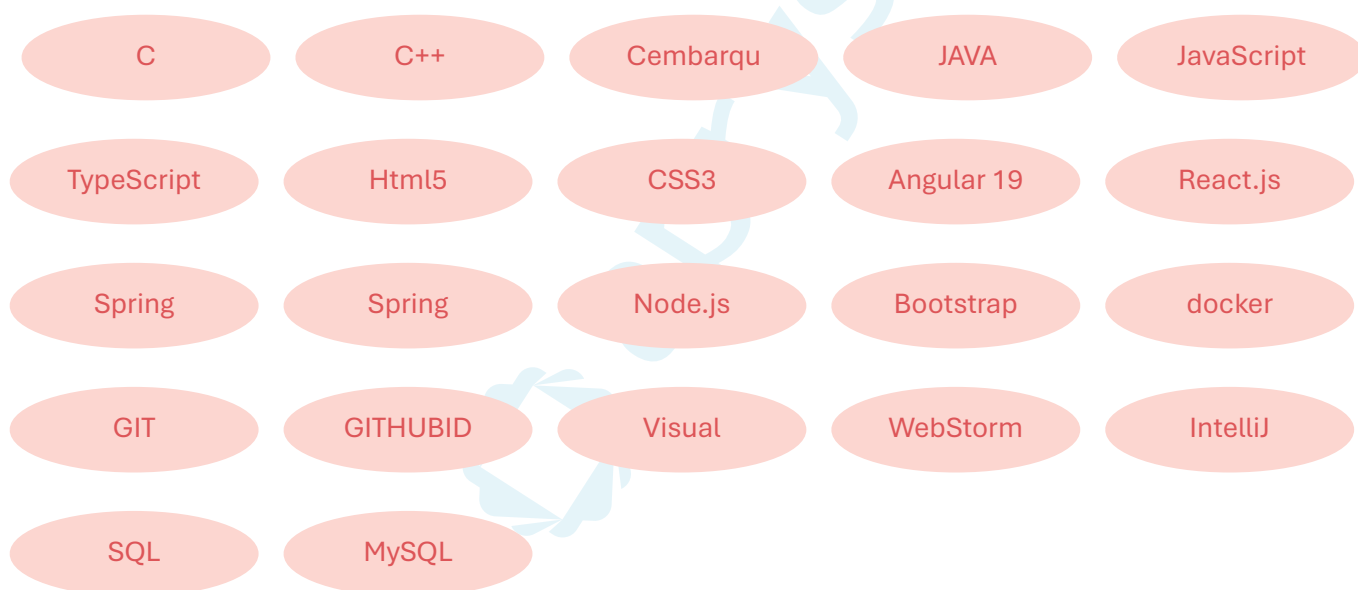 C C++ Cembarqu JAVA JavaScript
TypeScript Html5 CSS3 Angular 19 React.js
Spring Spring Node.js Bootstrap docker
GIT GITHUBID Visual WebStorm IntelliJ
SQL MySQL